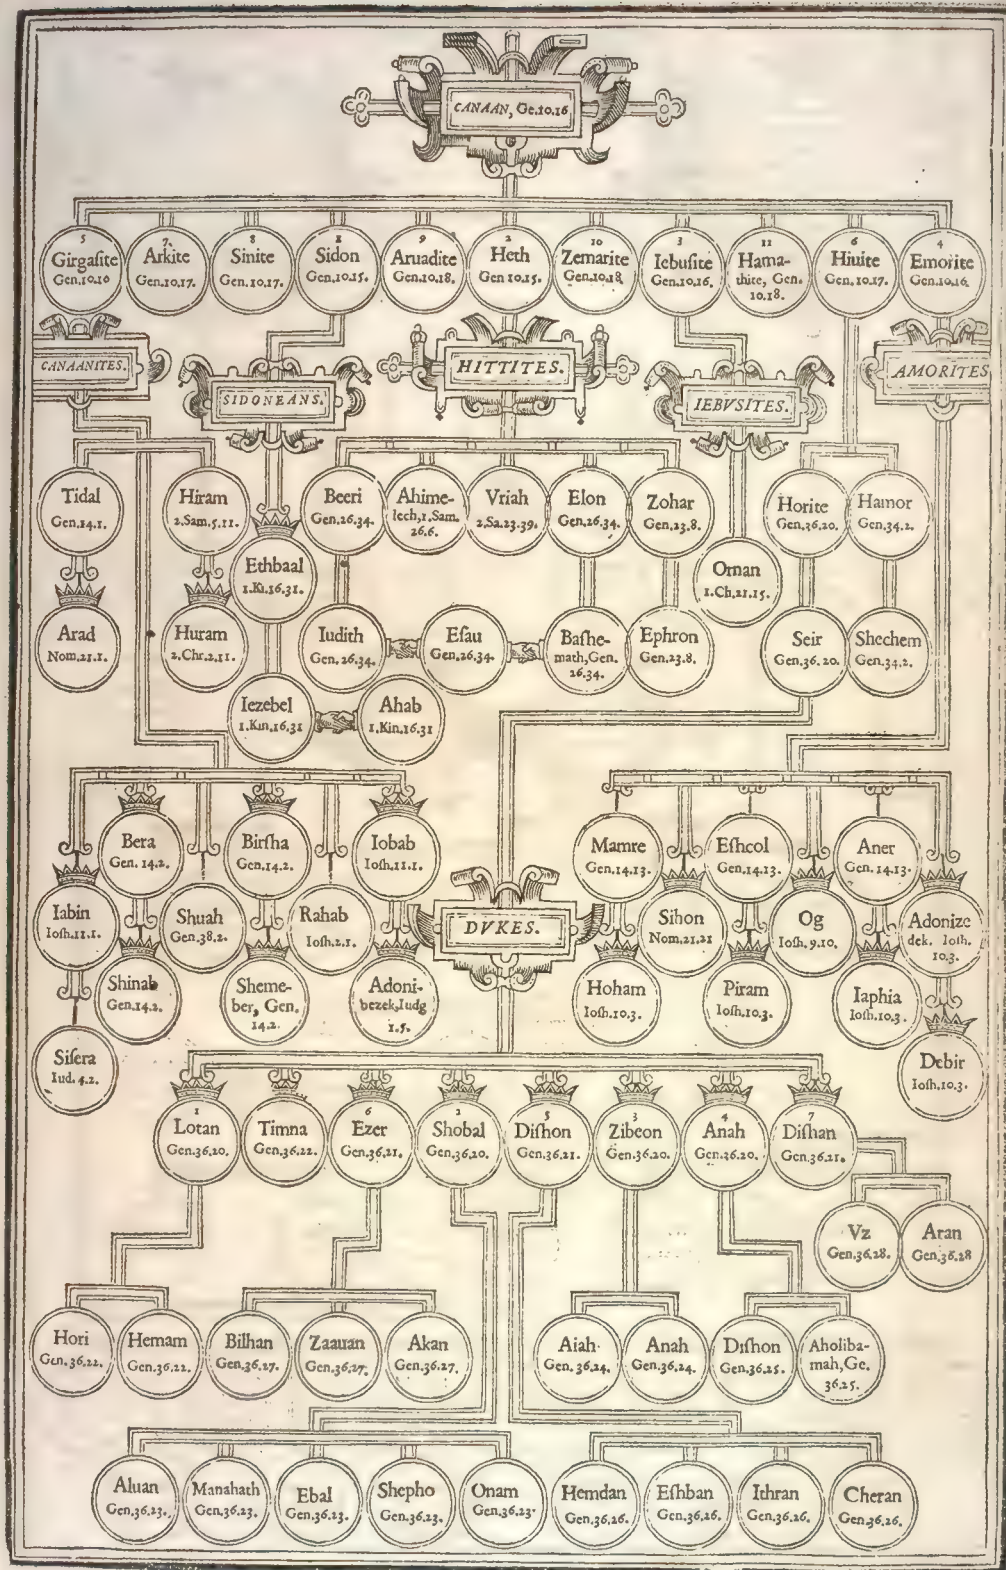 CANAAN, Ge.10.16
5
Girgaſite
Gen.10.16
7
Arkite
Gen.10.17.
8
Sinite
Gen.10.17.
Sidon
Gen.10.15.
9
Aruadite
Gen.10.18.
2
Heth
Gen 10.15.
10
Zemarite
Gen.10.18.
3
Iebuſite
Gen.10.16.
11
Hama-
thite, Gen.
10.18.
6
Hiuite
Gen.10.17.
4
Emorite
Gen.10.16.
CANAANITES.
SIDONEANS.
HITTITES.
IEBVSITES.
AMORITES
Tidal
Gen.14.1.
Hiram
2.Sam.5.11.
Ethbaal
1.Ki.16.31.
Beeri
Gen.26.34.
Ahime-
lech,1.Sam.
26.6.
Vriah
2.Sa.23.39.
Elon
Gen.26.34.
Zohar
Gen.23.8.
Ornan
1.Ch.21.15.
Horite
Gen.36.20.
Hamor
Gen.34.2.
Arad
Nom.21.1.
Huram
2.Chr.2.11.
Iudith
Gen.26.34.
Eſau
Gen.26.34.
Baſhe-
math,Gen.
26.34.
Ephron
Gen.23.8.
Seir
Gen.36.20.
Shechem
Gen.34.2.
Iezebel
1.Kin.16.31
Ahab
1.Kin.16.31
Bera
Gen. 14.2.
Birſha
Gen.14.2.
Iobab
Ioſh.11.1.
Mamre
Gen.14.13.
Eſhcol
Gen.14.13.
Aner
Gen.14.13.
Iabin
Ioſh.11.1.
Shuah
Gen.38.2.
Rahab
Ioſh.2.1.
DVKES.
Sihon
Nom.21.21
Og
Ioſh.9.10.
Adonize
dek. Ioſh.
10.3.
Shinab
Gen.14.2.
Sheme-
ber, Gen.
14.2.
Adoni-
bezek,Iudg
1.5.
Hoham
Ioſh.10.3.
Piram
Ioſh.10.3.
Iaphia
Ioſh.10.3.
Siſera
Iud.4.2.
Debir
Ioſh.10.3.
1
Lotan
Gen.36.20.
Timna
Gen.36.22.
6
Ezer
Gen.36.21.
2
Shobal
Gen.36.20.
5
Diſhon
Gen.36.21.
3
Zibeon
Gen.36.20.
4
Anah
Gen.36.20.
7
Diſhan
Gen.36.21.
Vz
Gen.36.28.
Aran
Gen.36.28
Hori
Gen.36.22.
Hemam
Gen.36.22.
Bilhan
Gen.36.27.
Zaauan
Gen.36.27.
Akan
Gen.36.27.
Aiah
Gen.36.24.
Anah
Gen.36.24.
Diſhon
Gen.36.25.
Aholiba-
mah,Ge.
36.25.
Aluan
Gen.36.23.
Manahath
Gen.36.23.
Ebal
Gen.36.23.
Shepho
Gen.36.23.
Onam
Gen.36.23.
Hemdan
Gen.36.26.
Eſhban
Gen.36.26.
Ithran
Gen.36.26.
Cheran
Gen.36.26.